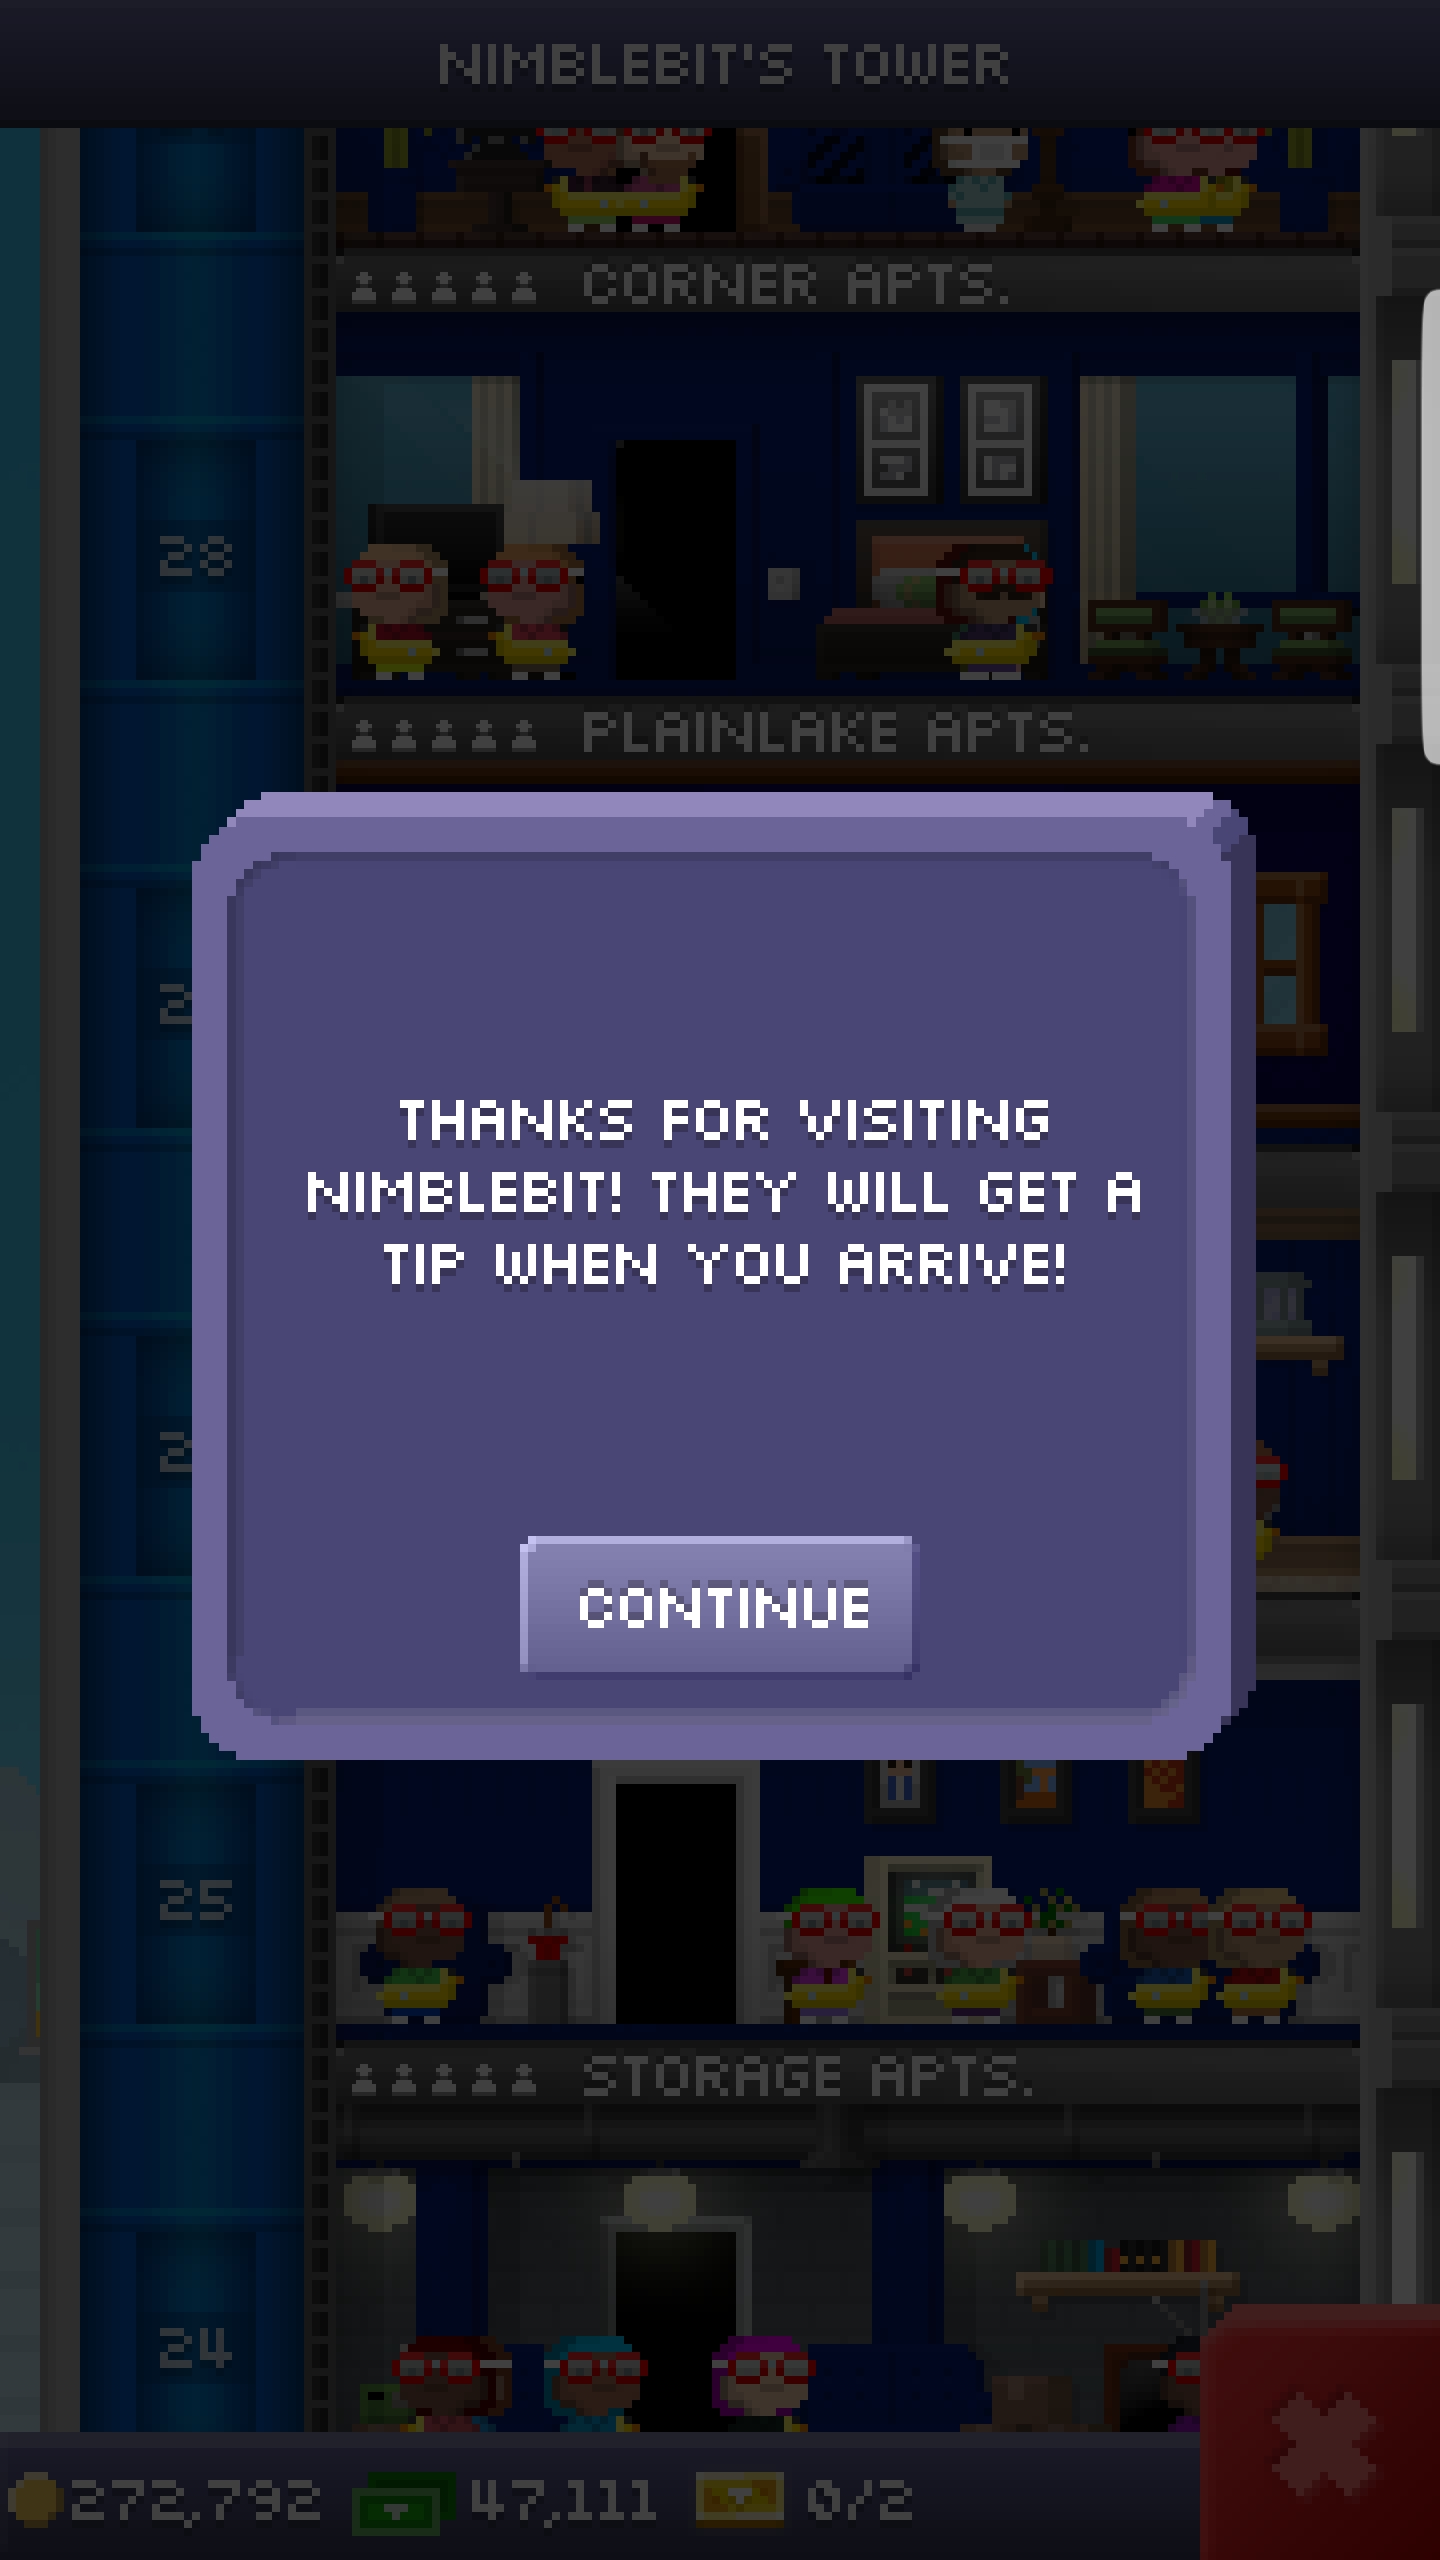 NIMBLEBIT'S TOWER
CORNER APTS.
28
PLAINLAKE APTS.
THANKS FOR VISITING
NIMBLEBIT! THEY WILL GET A
TIP WHEN YOU ARRIVE!
CONTINUE
25
STORAGE APTS.
24
272,792 47,111 0/2